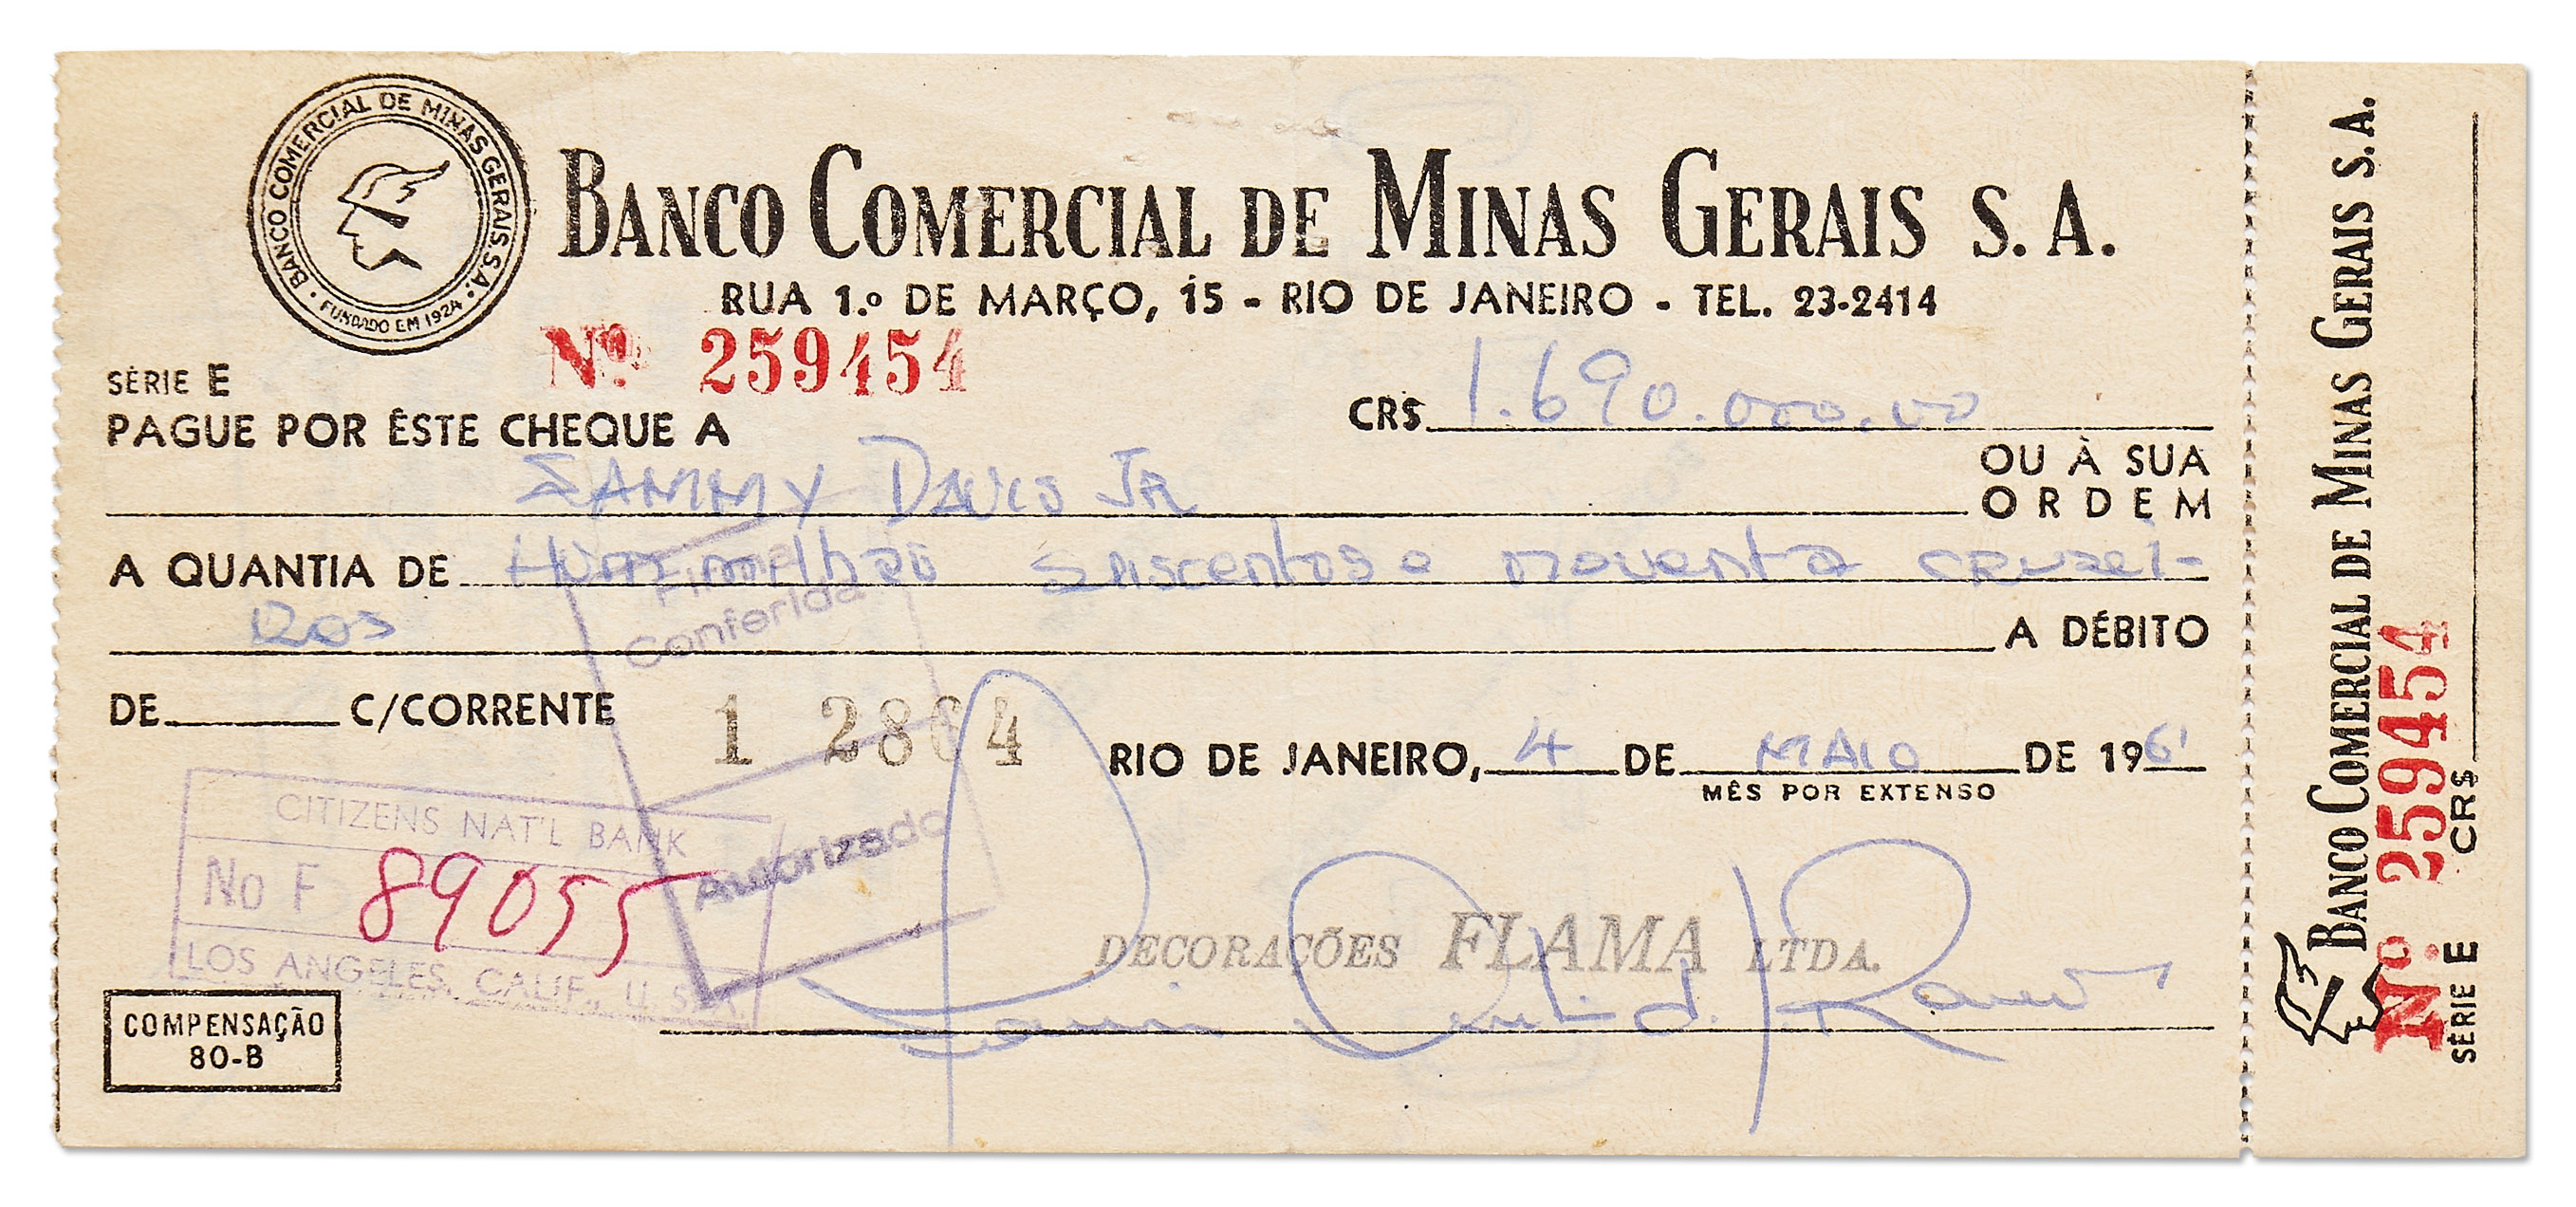 BANCO COMERCIAL DE MINAS GERAIS S.A.
FUNDADO EM 1924
BANCO COMERCIAL DE MINAS GERAIS S. A.
RUA 1.º DE MARÇO, 15 - RIO DE JANEIRO - TEL. 23-2414
Nº 259454
SÉRIE E
CR$ 1.690.000,00
PAGUE POR ÊSTE CHEQUE A
SAMMY DAVIS JR OU À SUA
ORDEM
A QUANTIA DE Hum milhão seiscentos e noventa cruzei-
ros A DÉBITO
Firma
Conferida
DE C/CORRENTE 1 2864
RIO DE JANEIRO, 4 DE MAIO DE 1961
MÊS POR EXTENSO
Autorizado
CITIZENS NAT'L BANK
No F 89055
LOS ANGELES, CALIF., U. S. A.
DECORAÇÕES FLAMA LTDA.
COMPENSAÇÃO
80-B
BANCO COMERCIAL DE MINAS GERAIS S.A.
Nº 259454
SÉRIE E CR$